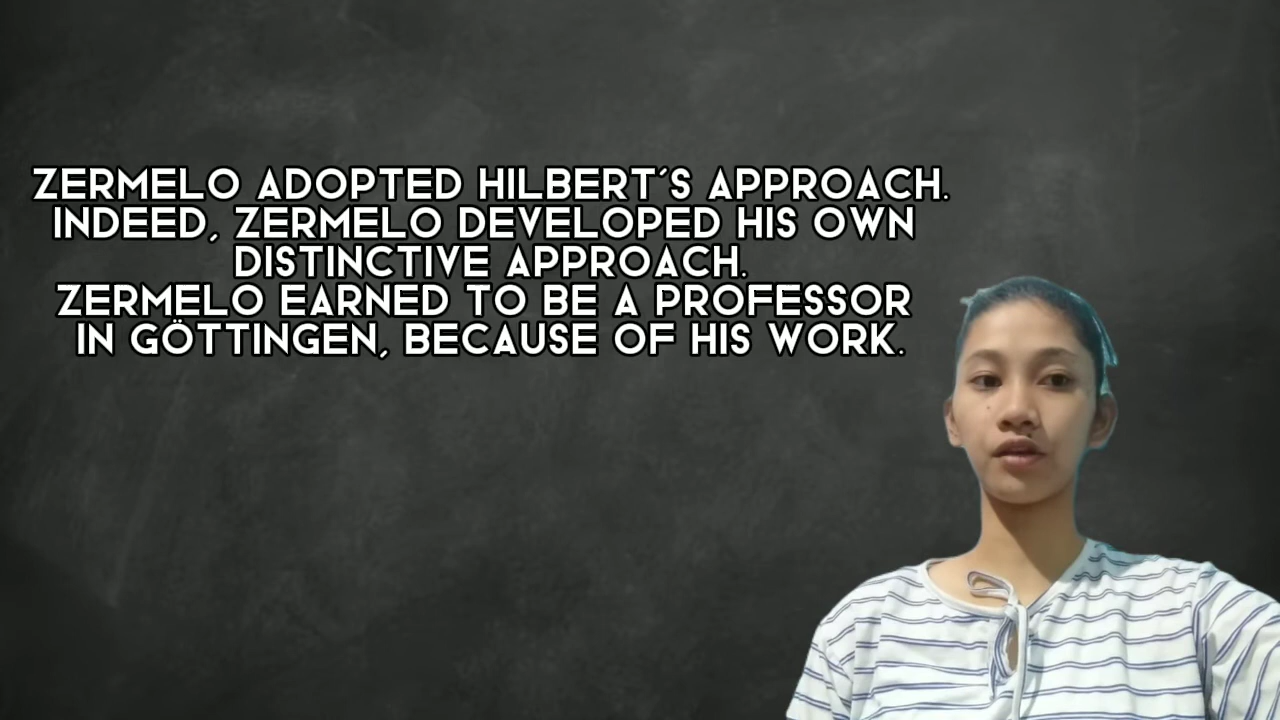 ZERMELO ADOPTED HILBERT'S APPROACH.
INDEED, ZERMELO DEVELOPED HIS OWN
DISTINCTIVE APPROACH.
ZERMELO EARNED TO BE A PROFESSOR
IN GÖTTINGEN, BECAUSE OF HIS WORK.